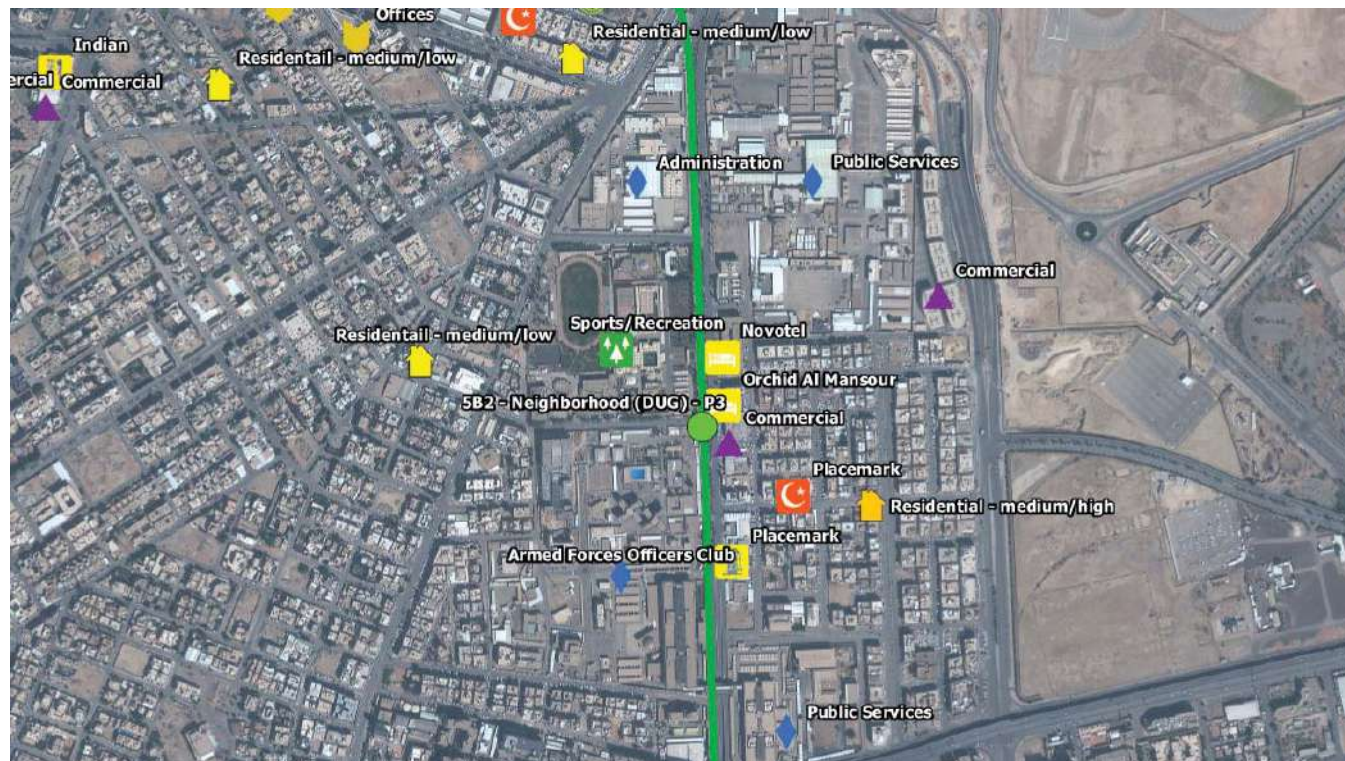 Offices
Residential - medium/low
Indian
Residentail - medium/low
ercial
Commercial
Administration
Public Services
Commercial
Sports/Recreation
Novotel
Residentail - medium/low
Orchid Al Mansour
5B2 - Neighborhood (DUG) - P3
Commercial
Placemark
Residential - medium/high
Placemark
Armed Forces Officers Club
Public Services